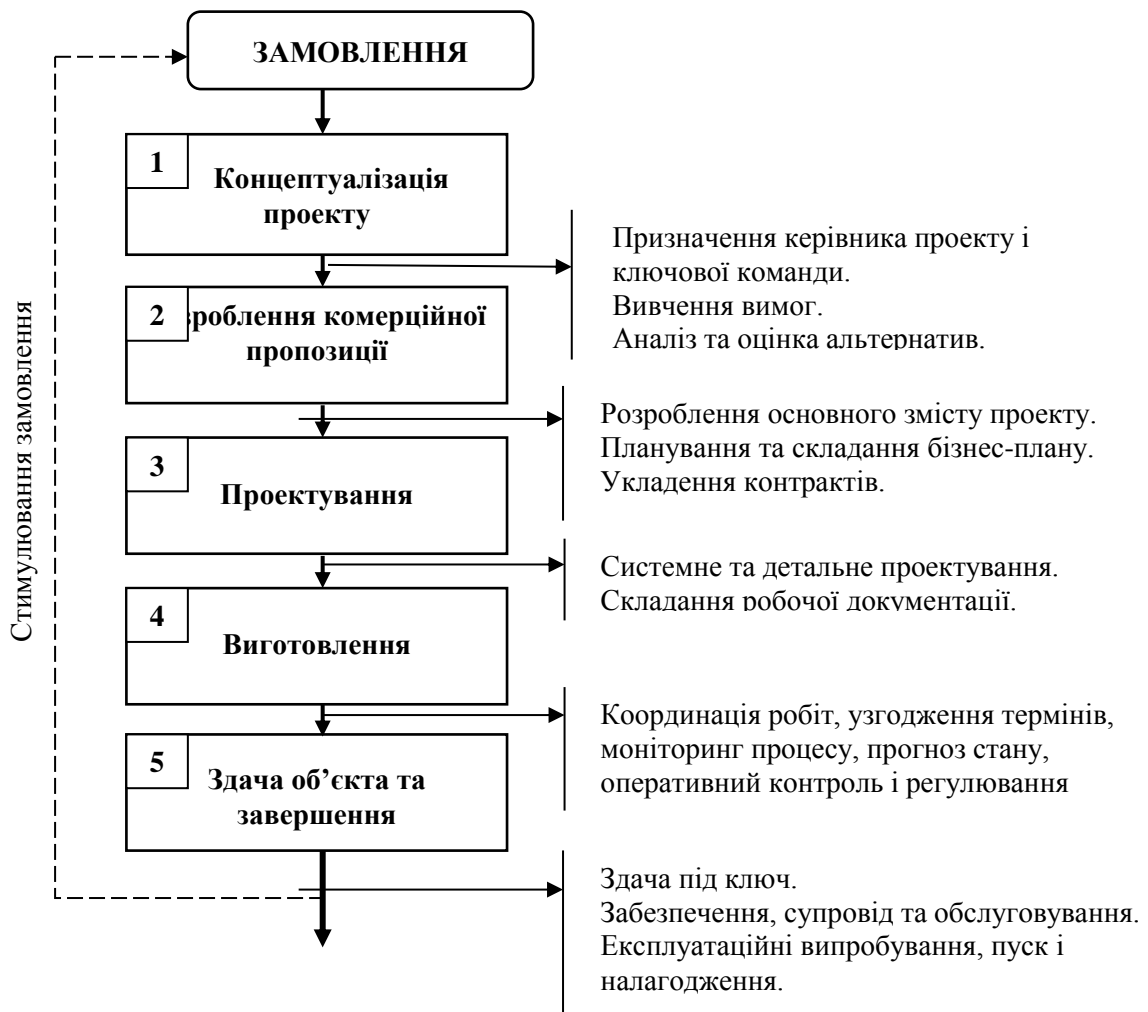 ЗАМОВЛЕННЯ
1
Концептуалізація
проекту
Призначення керівника проекту і
ключової команди.
Вивчення вимог.
Аналіз та оцінка альтернатив.
2
зроблення комерційної
пропозиції
Розроблення основного змісту проекту.
Планування та складання бізнес-плану.
Укладення контрактів.
3
Проектування
Системне та детальне проектування.
Складання робочої документації.
4
Виготовлення
Координація робіт, узгодження термінів,
моніторинг процесу, прогноз стану,
оперативний контроль і регулювання
5
Здача об’єкта та
завершення
Здача під ключ.
Забезпечення, супровід та обслуговування.
Експлуатаційні випробування, пуск і
налагодження.
Стимулювання замовлення